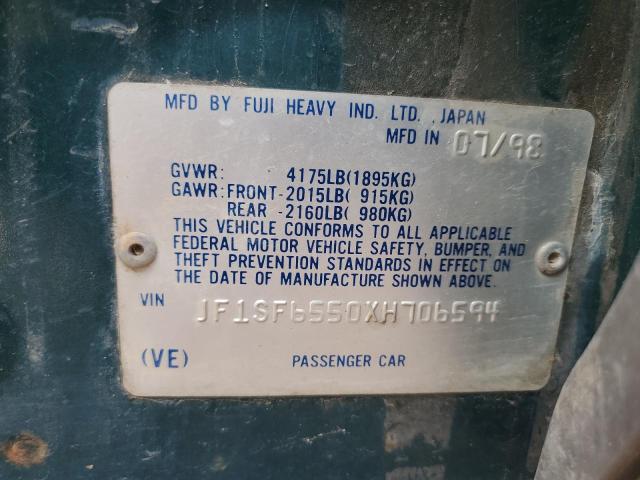 MFD BY FUJI HEAVY IND. LTD. , JAPAN
MFD IN 07/98
GVWR: 4175LB(1895KG)
GAWR:FRONT-2015LB( 915KG)
REAR -2160LB( 980KG)
THIS VEHICLE CONFORMS TO ALL APPLICABLE
FEDERAL MOTOR VEHICLE SAFETY, BUMPER, AND
THEFT PREVENTION STANDARDS IN EFFECT ON
THE DATE OF MANUFACTURE SHOWN ABOVE.
VIN JF1SF6550XH706594
(VE) PASSENGER CAR